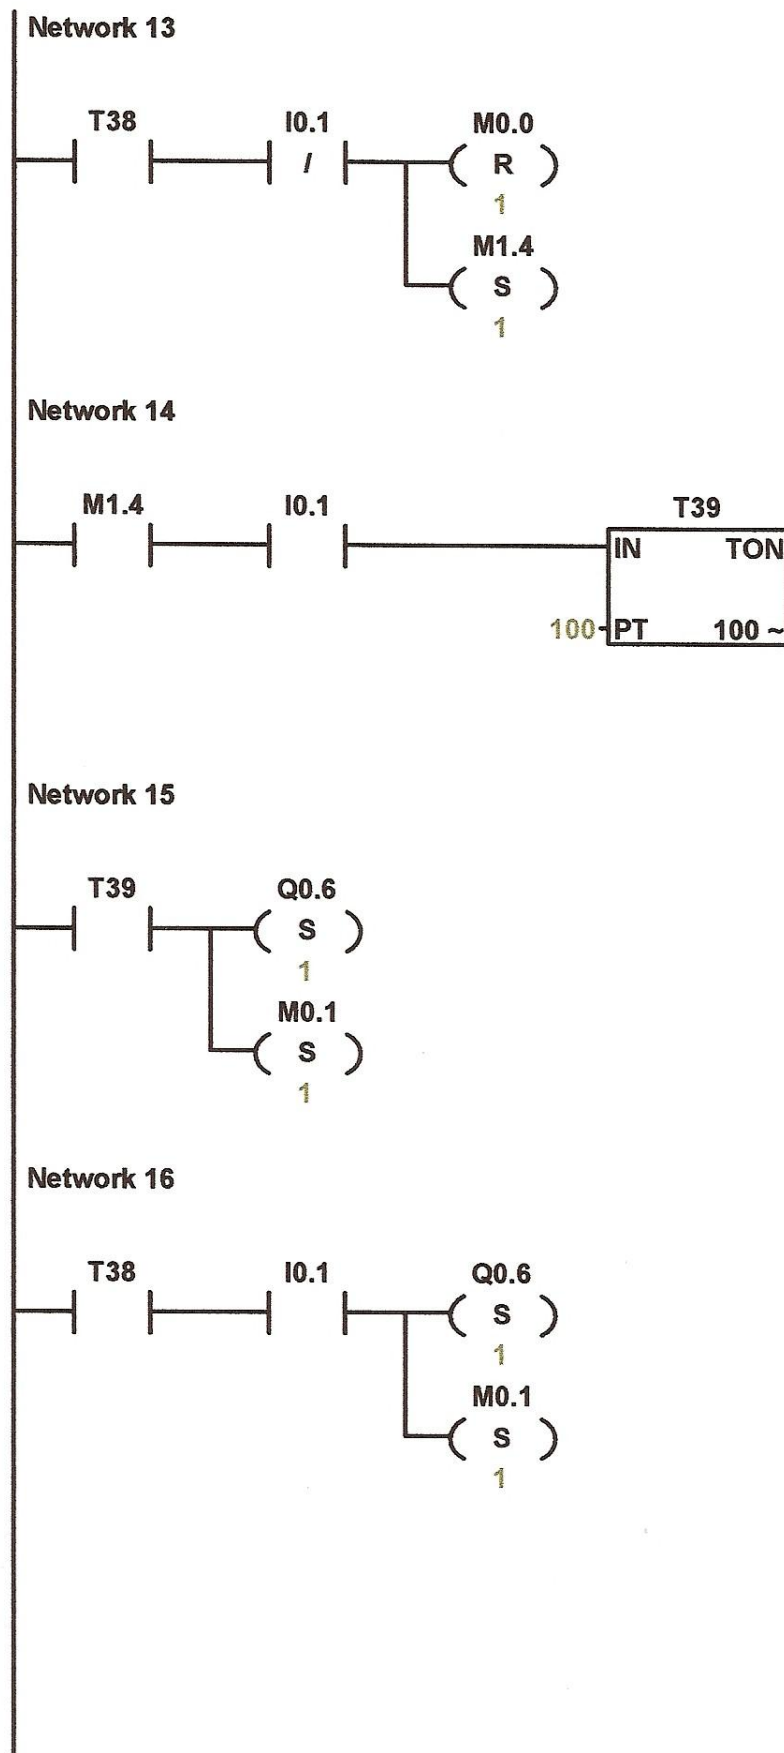 Network 13
T38 I0.1 M0.0
/ R
1
M1.4
S
1
Network 14
M1.4 I0.1 T39
IN TON
100 PT 100 ~
Network 15
T39 Q0.6
S
1
M0.1
S
1
Network 16
T38 I0.1 Q0.6
S
1
M0.1
S
1